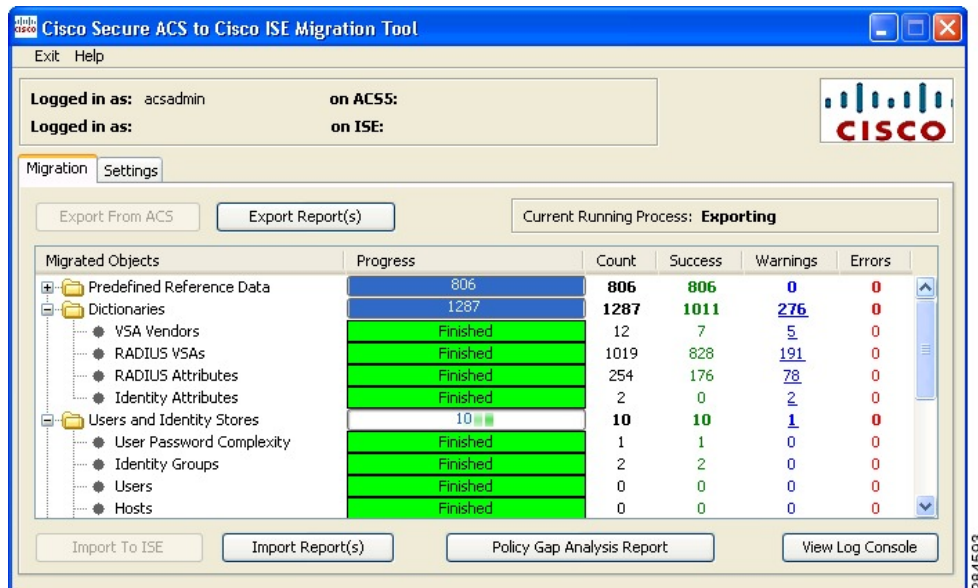 cisco Cisco Secure ACS to Cisco ISE Migration Tool
Exit Help
Logged in as: acsadmin on ACS5:
Logged in as: on ISE:
CISCO
Migration Settings
Export From ACS Export Report(s) Current Running Process: Exporting
Migrated Objects Progress Count Success Warnings Errors
Predefined Reference Data 806 806 806 0 0
Dictionaries 1287 1287 1011 276 0
VSA Vendors Finished 12 7 5 0
RADIUS VSAs Finished 1019 828 191 0
RADIUS Attributes Finished 254 176 78 0
Identity Attributes Finished 2 0 2 0
Users and Identity Stores 10 10 10 1 0
User Password Complexity Finished 1 1 0 0
Identity Groups Finished 2 2 0 0
Users Finished 0 0 0 0
Hosts Finished 0 0 0 0
Import To ISE Import Report(s) Policy Gap Analysis Report View Log Console